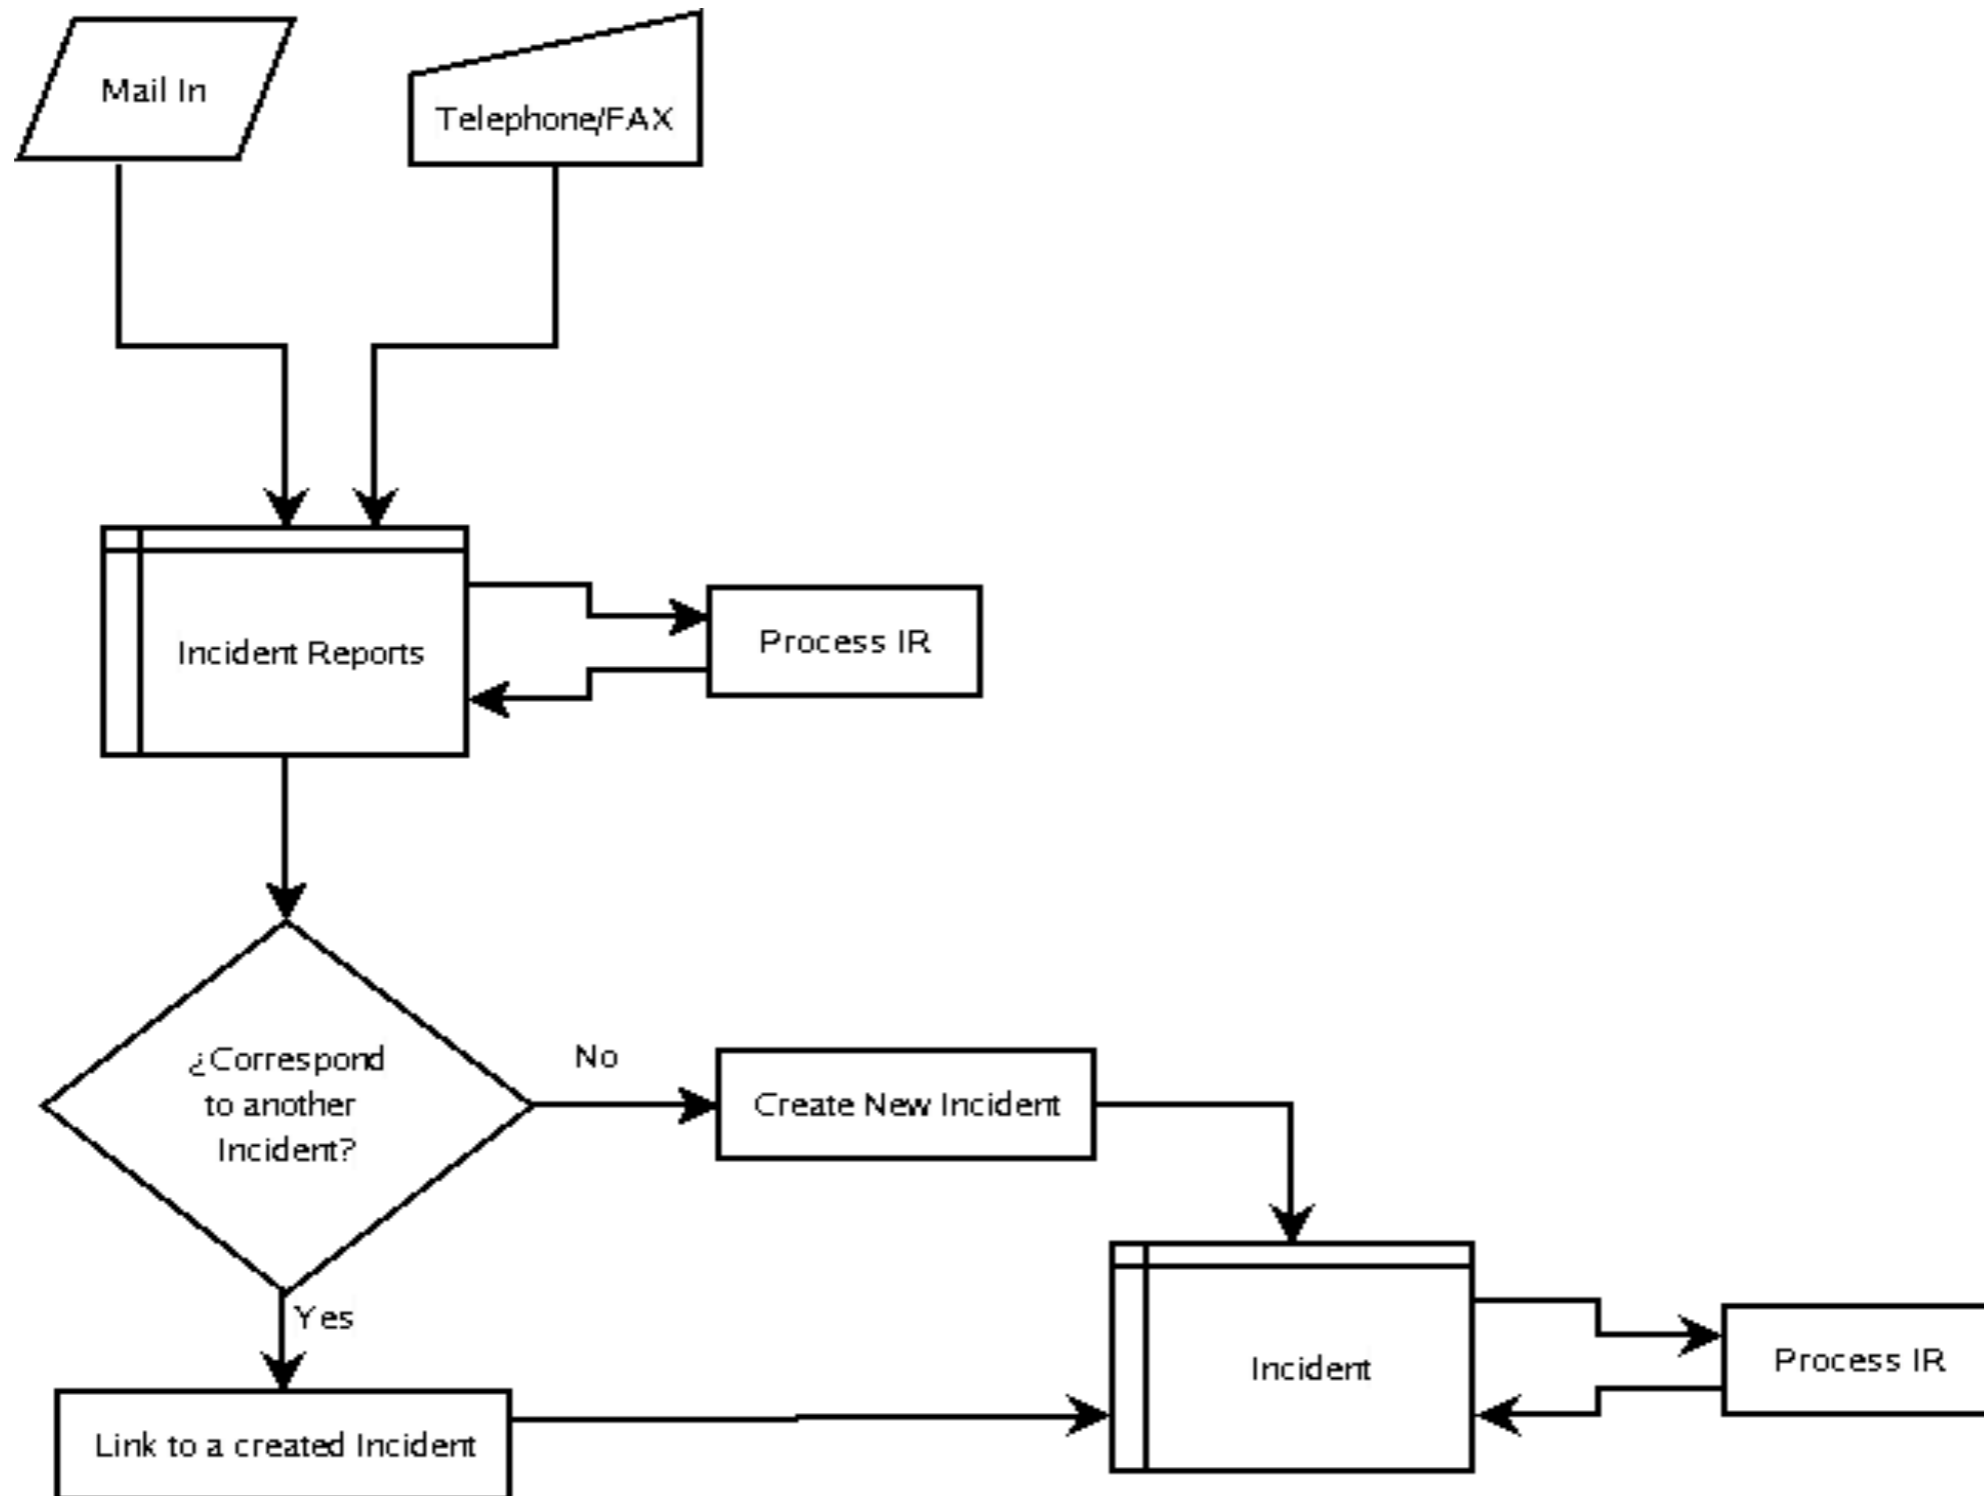 Mail In
Telephone/FAX
Incident Reports
Process IR
¿Correspond
to another
Incident?
No
Create New Incident
Yes
Incident
Process IR
Link to a created Incident